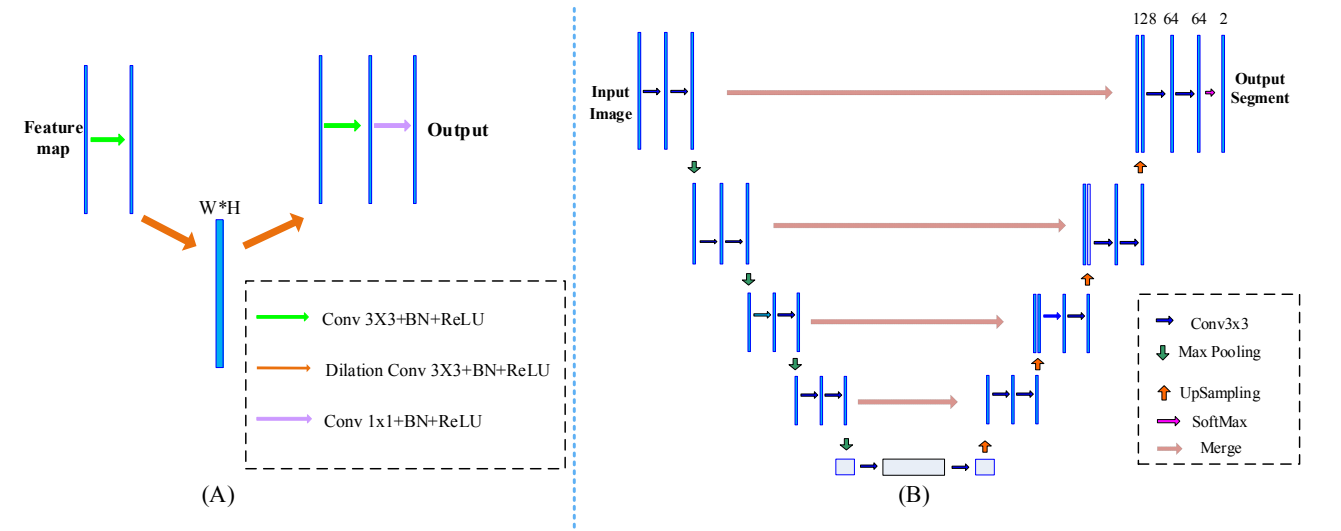 Feature
map
W*H
Output
Conv 3X3+BN+ReLU
Dilation Conv 3X3+BN+ReLU
Conv 1x1+BN+ReLU
(A)
Input
Image
128 64 64 2
Output
Segment
Conv3x3
Max Pooling
UpSampling
SoftMax
Merge
(B)